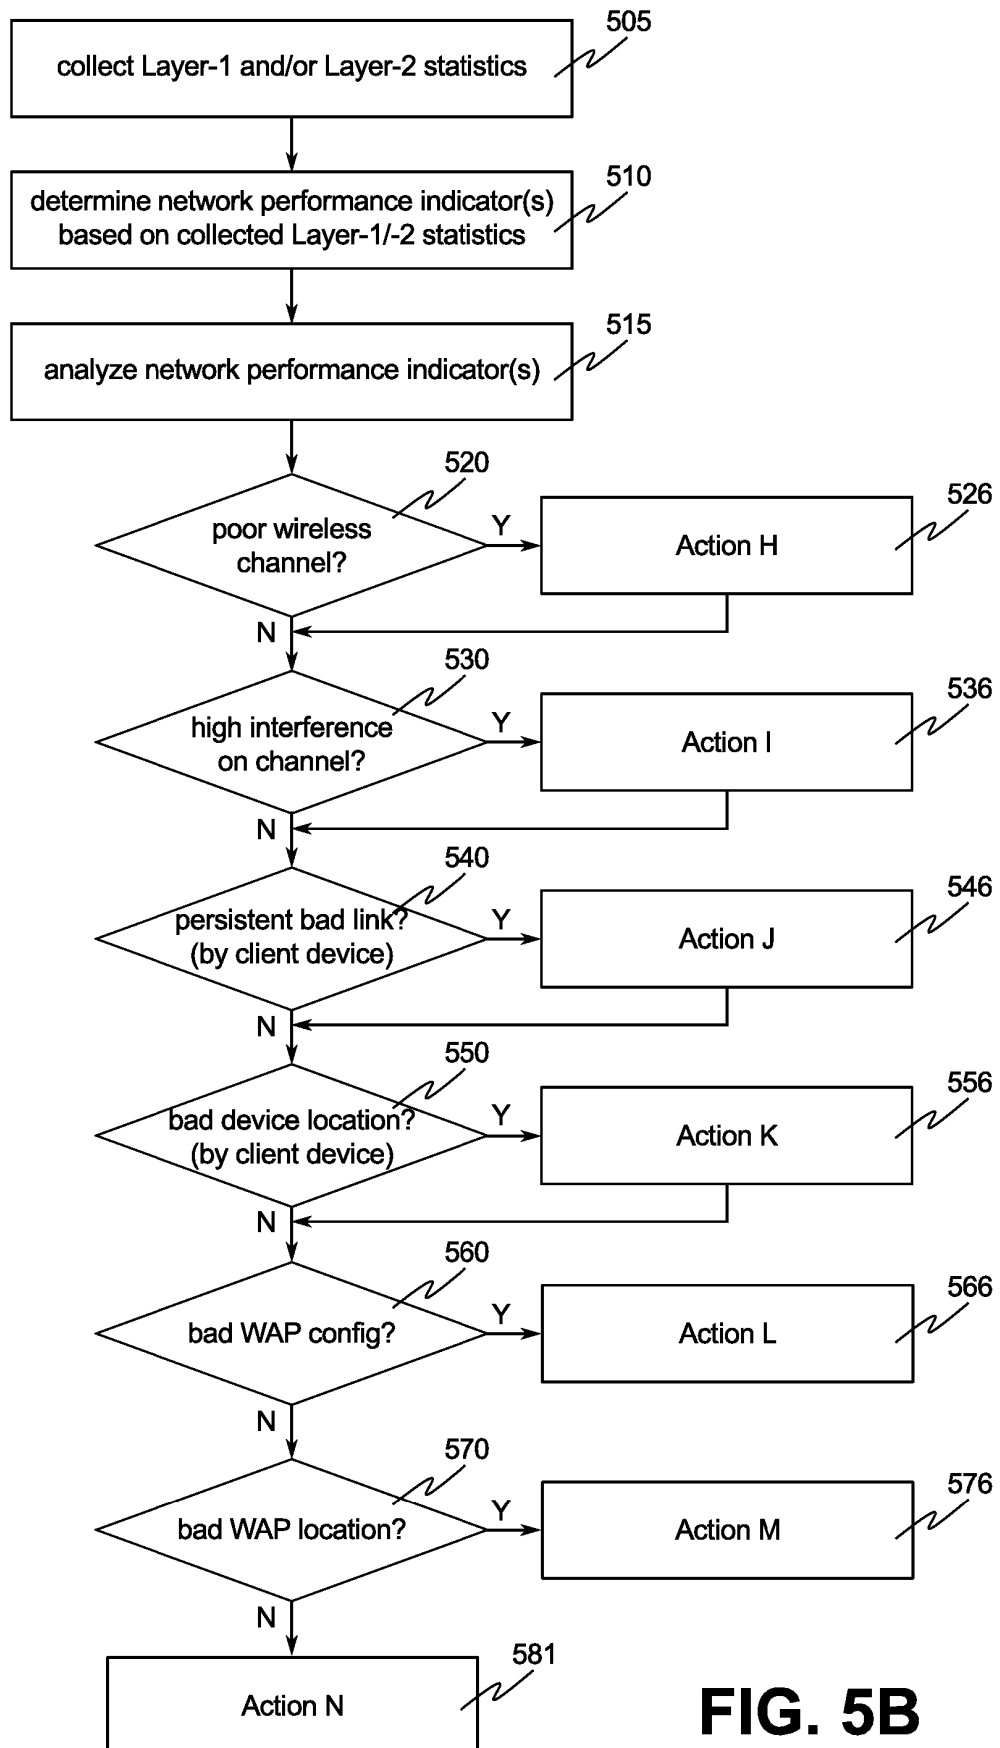 505
collect Layer-1 and/or Layer-2 statistics
510
determine network performance indicator(s)
based on collected Layer-1/-2 statistics
515
analyze network performance indicator(s)
520
poor wireless
channel?
Y
526
Action H
N
530
high interference
on channel?
Y
536
Action I
N
540
persistent bad link?
(by client device)
Y
546
Action J
N
550
bad device location?
(by client device)
Y
556
Action K
N
560
bad WAP config?
Y
566
Action L
N
570
bad WAP location?
Y
576
Action M
N
581
Action N
FIG. 5B